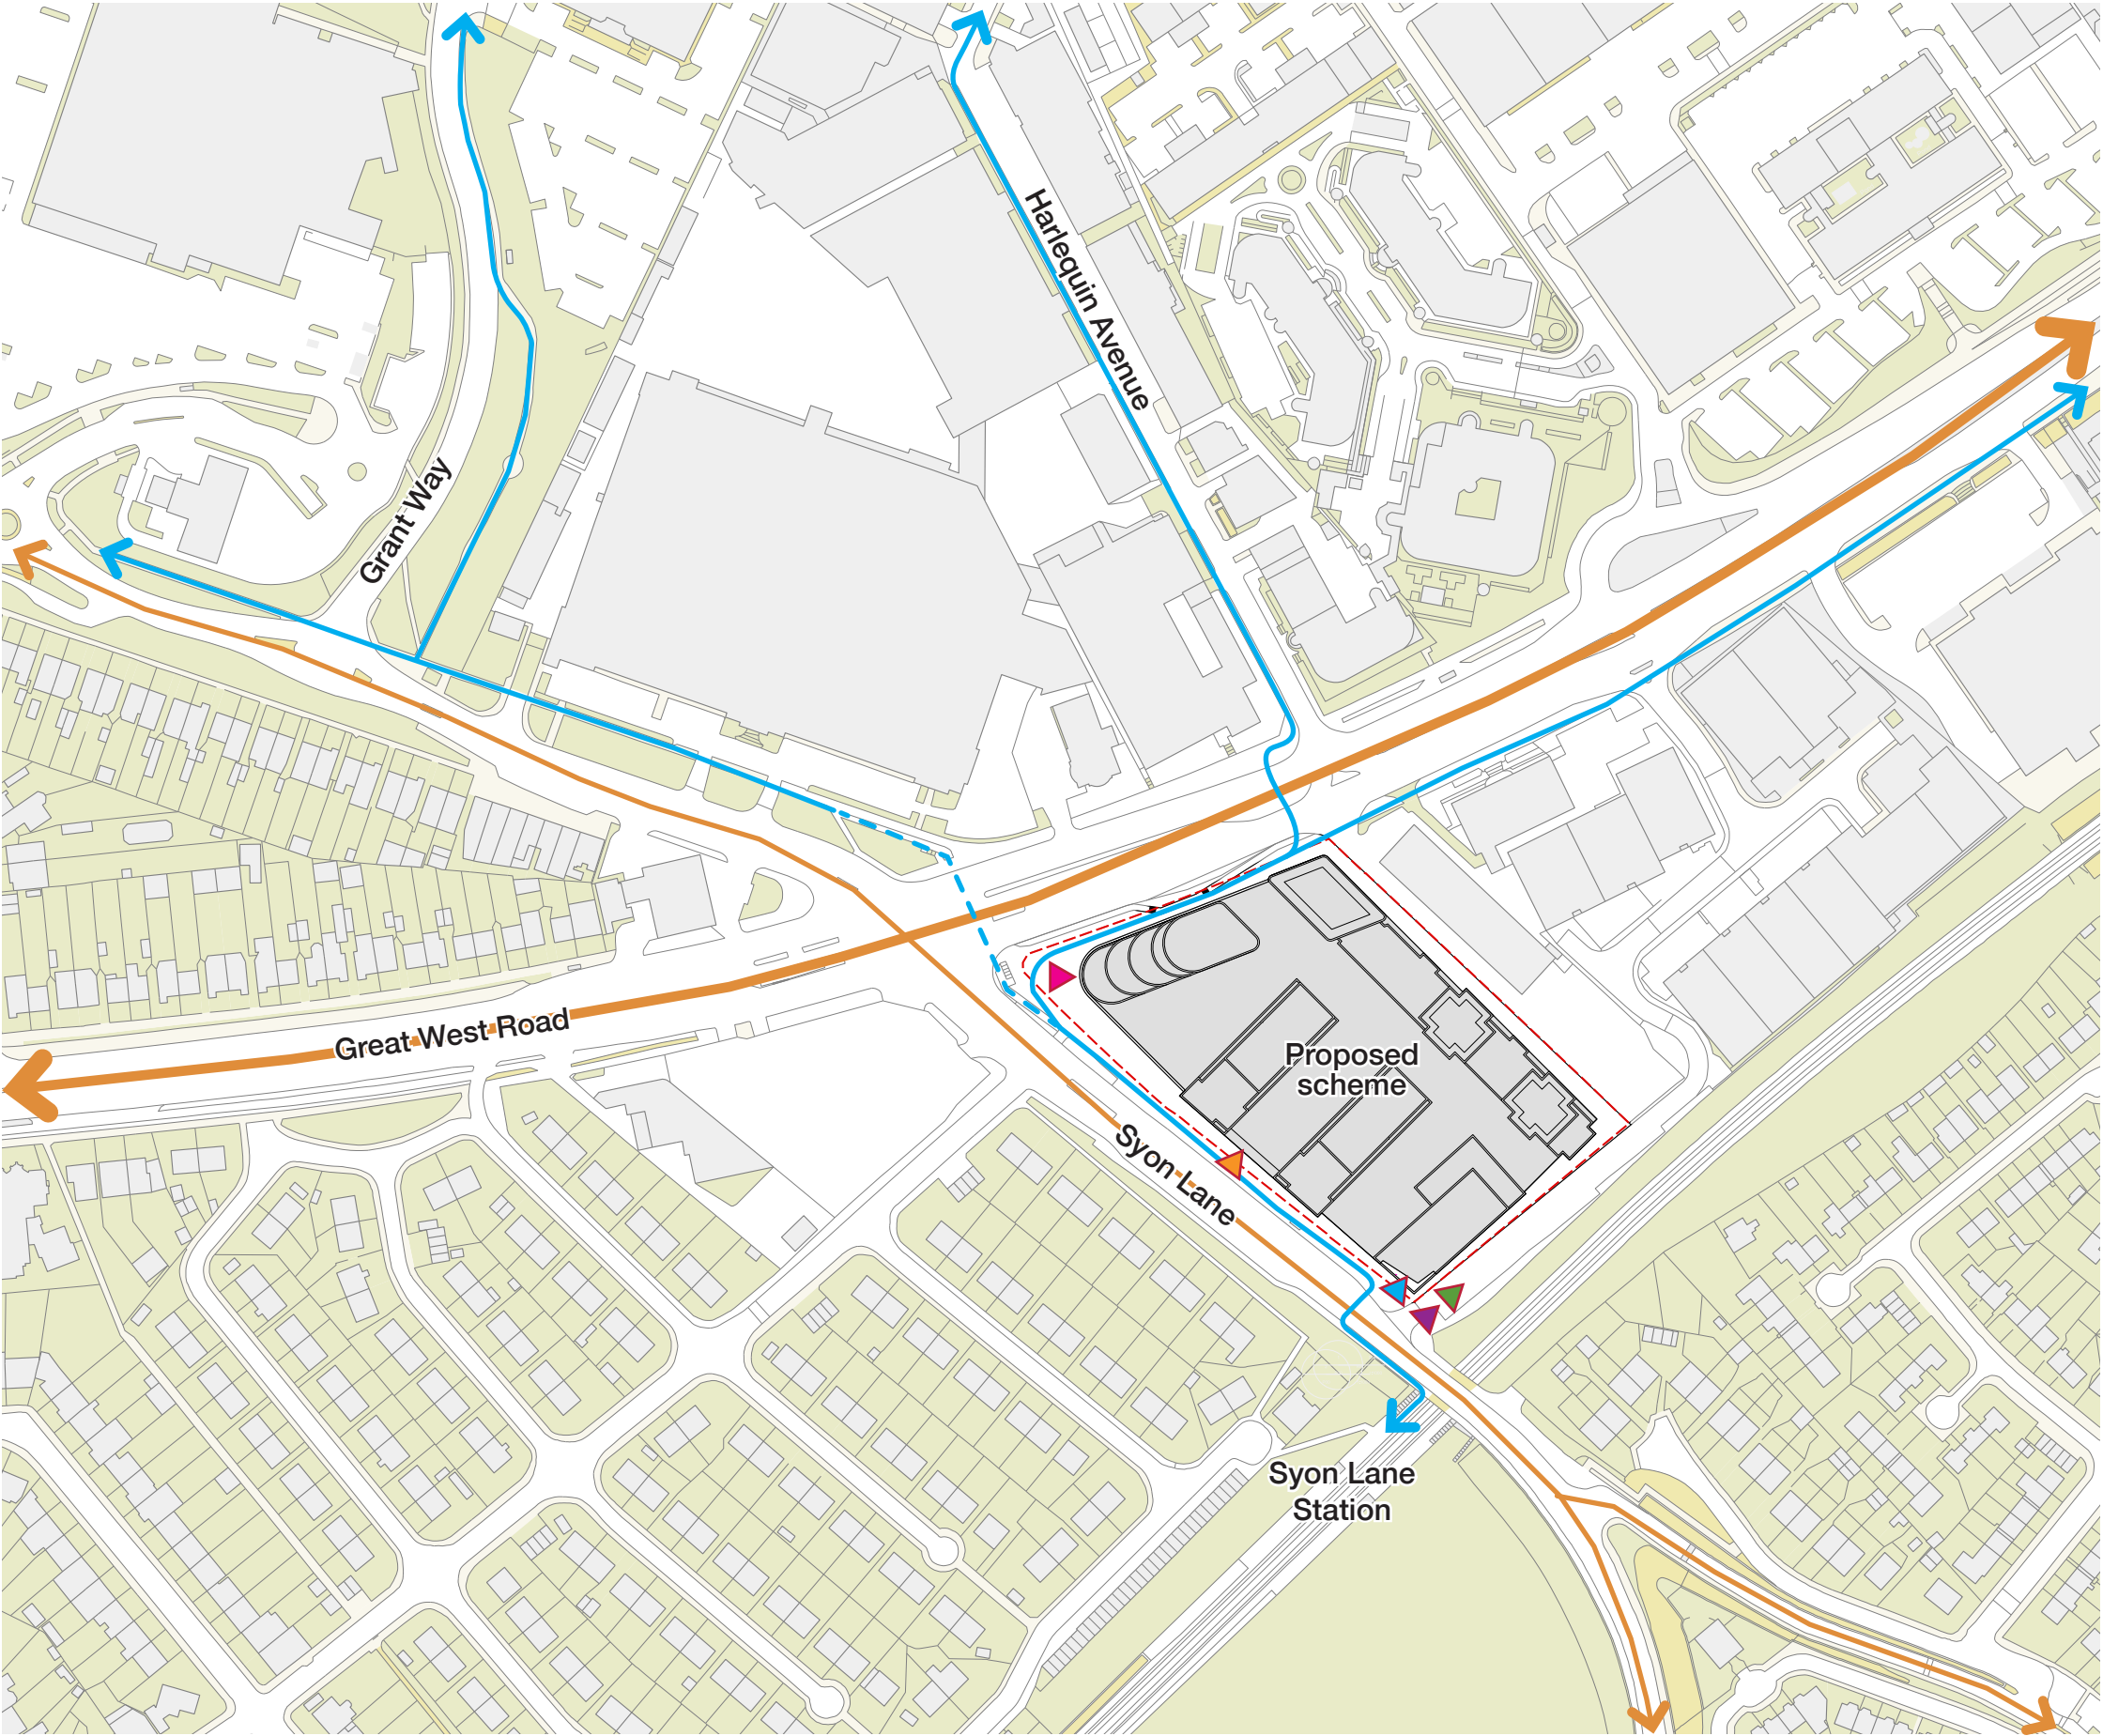 Harlequin Avenue
Grant Way
Great West Road
Proposed
scheme
Syon Lane
Syon Lane
Station